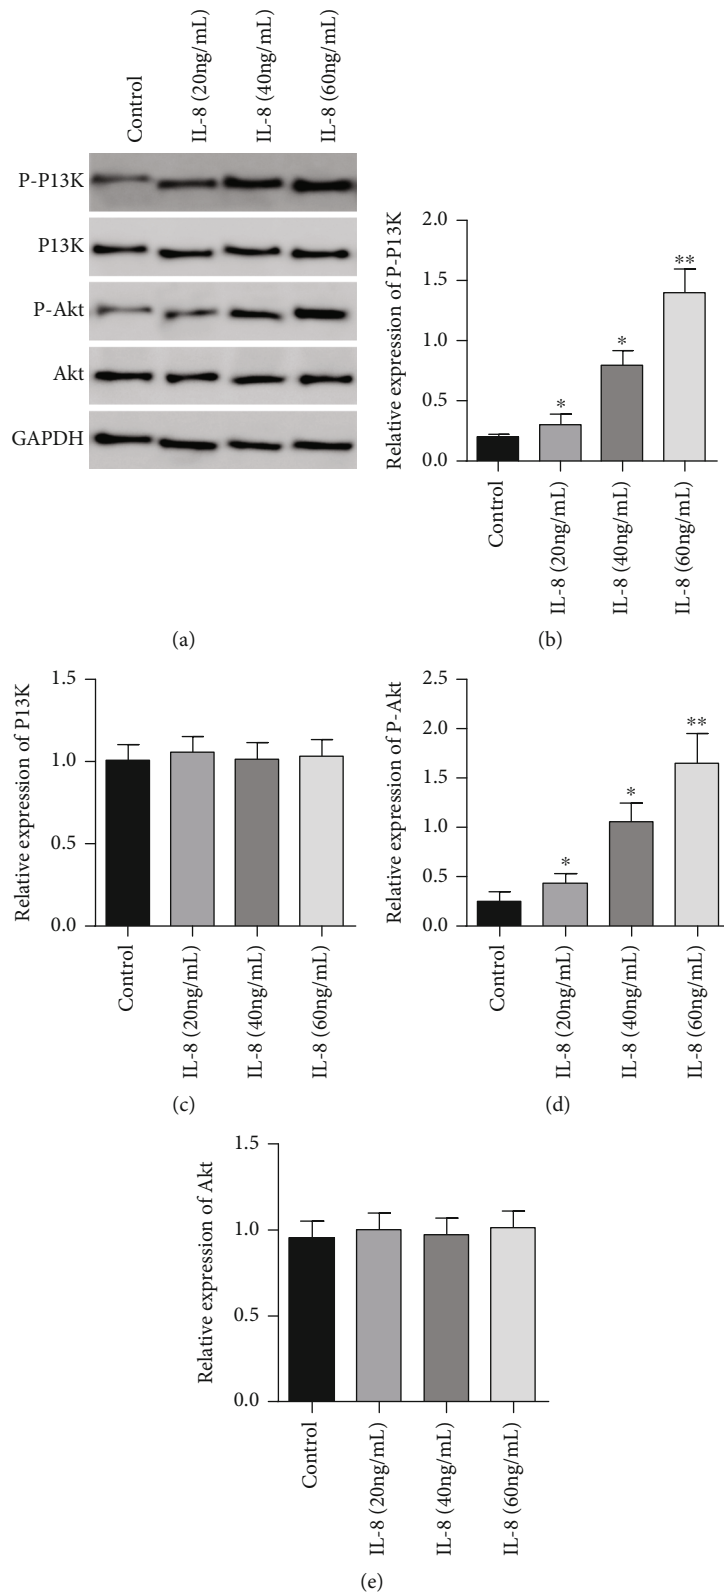 Control
IL-8 (20ng/mL)
IL-8 (40ng/mL)
IL-8 (60ng/mL)
P-P13K
P13K
P-Akt
Akt
GAPDH
(a)
Relative expression of P-P13K
2.0
1.5
1.0
0.5
0.0
*
*
**
Control
IL-8 (20ng/mL)
IL-8 (40ng/mL)
IL-8 (60ng/mL)
(b)
Relative expression of P13K
1.5
1.0
0.5
0.0
Control
IL-8 (20ng/mL)
IL-8 (40ng/mL)
IL-8 (60ng/mL)
(c)
Relative expression of P-Akt
2.5
2.0
1.5
1.0
0.5
0.0
*
*
**
Control
IL-8 (20ng/mL)
IL-8 (40ng/mL)
IL-8 (60ng/mL)
(d)
Relative expression of Akt
1.5
1.0
0.5
0.0
Control
IL-8 (20ng/mL)
IL-8 (40ng/mL)
IL-8 (60ng/mL)
(e)